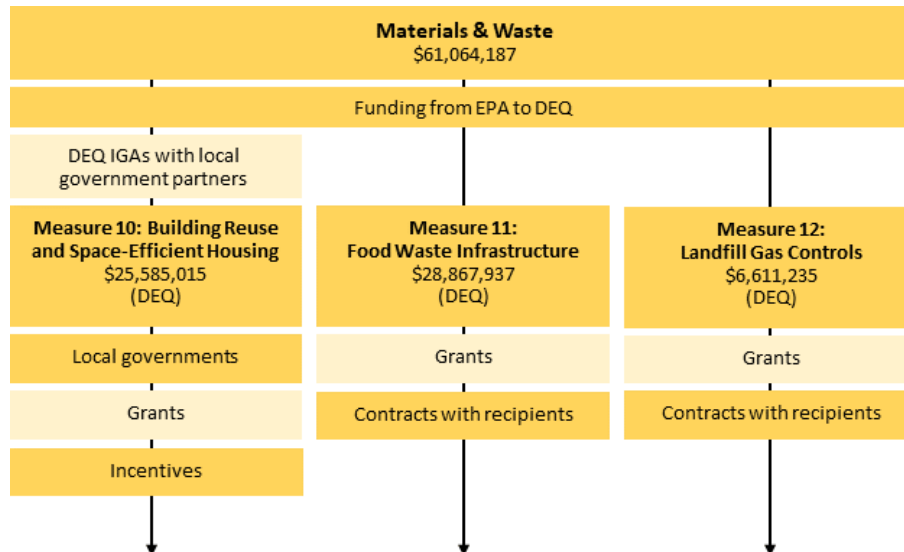 Materials & Waste
$61,064,187
Funding from EPA to DEQ
DEQ IGAs with local
government partners
Measure 10: Building Reuse
and Space-Efficient Housing
$25,585,015
(DEQ)
Local governments
Grants
Incentives
Measure 11:
Food Waste Infrastructure
$28,867,937
(DEQ)
Grants
Contracts with recipients
Measure 12:
Landfill Gas Controls
$6,611,235
(DEQ)
Grants
Contracts with recipients